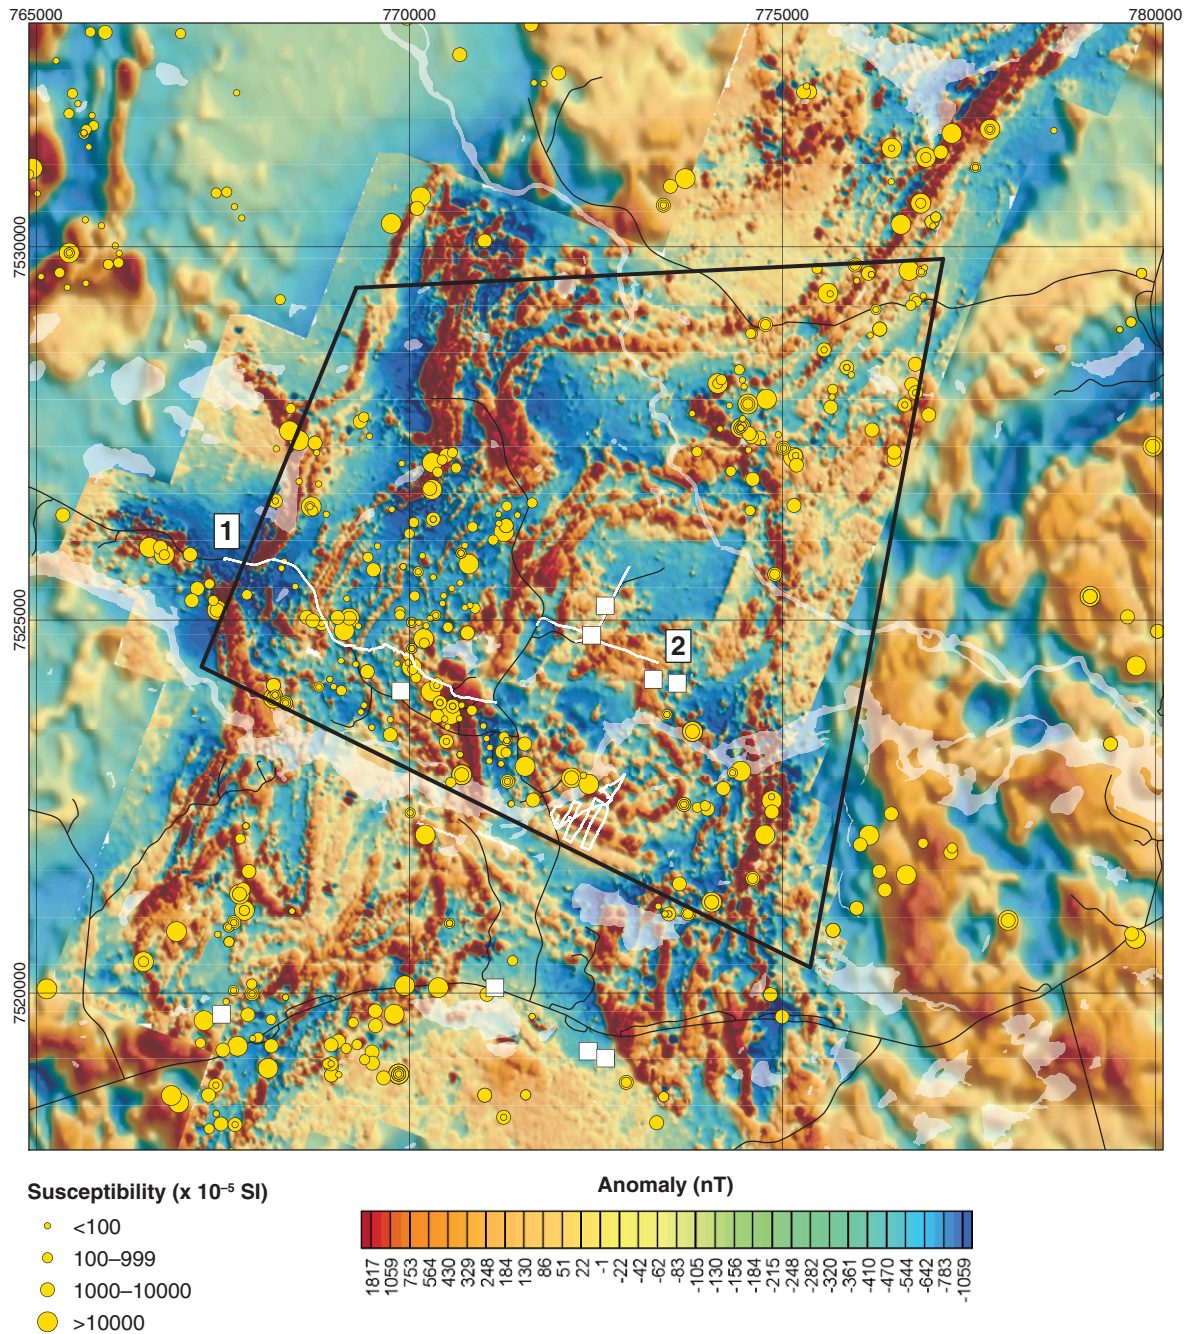 765000 770000 775000 780000
7530000
1
7525000
2
7520000
Susceptibility (x 10⁻⁵ SI)
<100
100–999
1000–10000
>10000
Anomaly (nT)
1817 1059 753 564 430 329 248 184 130 86 51 22 -1 -22 -42 -62 -83 -105 -130 -156 -184 -215 -248 -282 -320 -361 -410 -470 -544 -642 -783 -1059